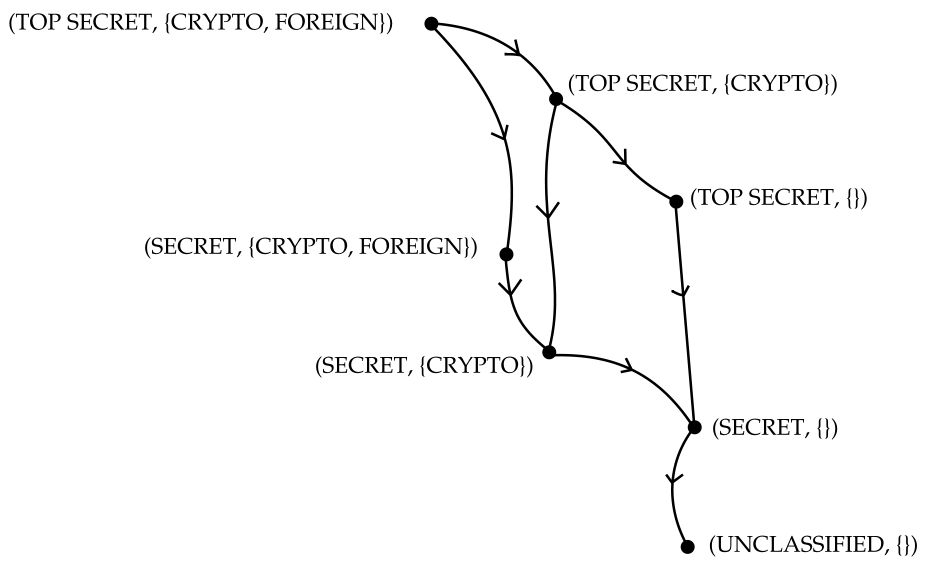 (TOP SECRET, {CRYPTO, FOREIGN})
(TOP SECRET, {CRYPTO})
(TOP SECRET, {})
(SECRET, {CRYPTO, FOREIGN})
(SECRET, {CRYPTO})
(SECRET, {})
(UNCLASSIFIED, {})